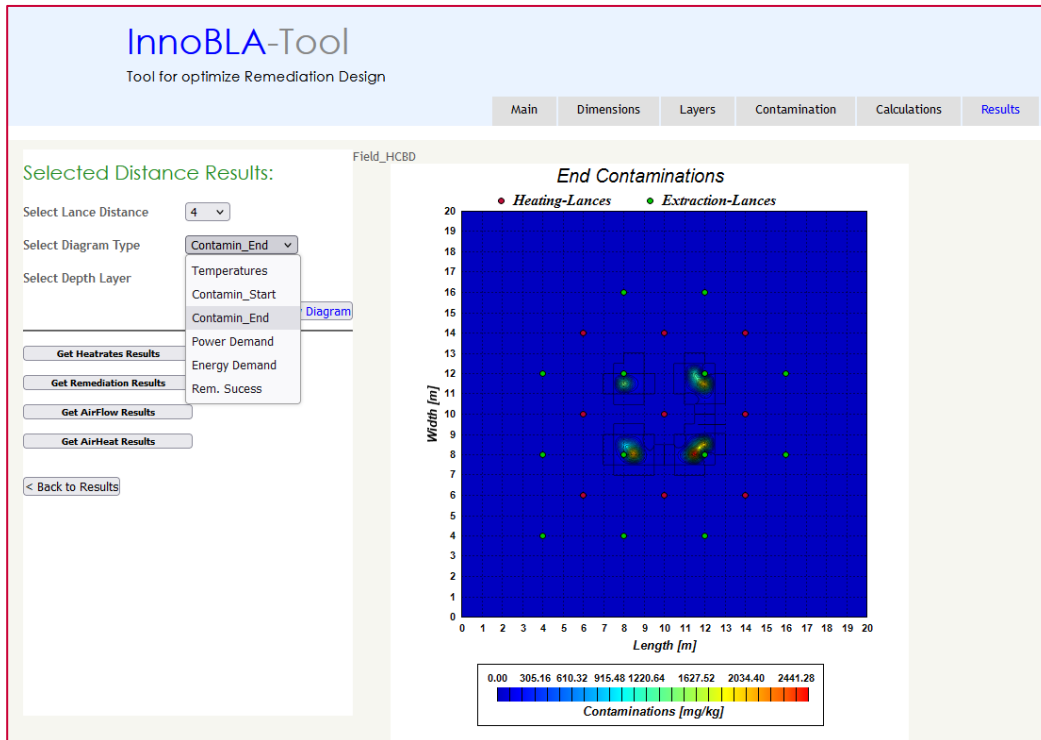 InnoBLA-Tool
Tool for optimize Remediation Design
Main Dimensions Layers Contamination Calculations Results
Field_HCBD
Selected Distance Results:
Select Lance Distance 4
Select Diagram Type Contamin_End
Select Depth Layer
Temperatures
Contamin_Start
Contamin_End
Power Demand
Energy Demand
Rem. Sucess
Diagram
Get Heatrates Results
Get Remediation Results
Get AirFlow Results
Get AirHeat Results
< Back to Results
End Contaminations
Heating-Lances Extraction-Lances
20
19
18
17
16
15
14
13
12
11
10
9
8
7
6
5
4
3
2
1
0
Width [m]
0 1 2 3 4 5 6 7 8 9 10 11 12 13 14 15 16 17 18 19 20
Length [m]
0.00 305.16 610.32 915.48 1220.64 1627.52 2034.40 2441.28
Contaminations [mg/kg]